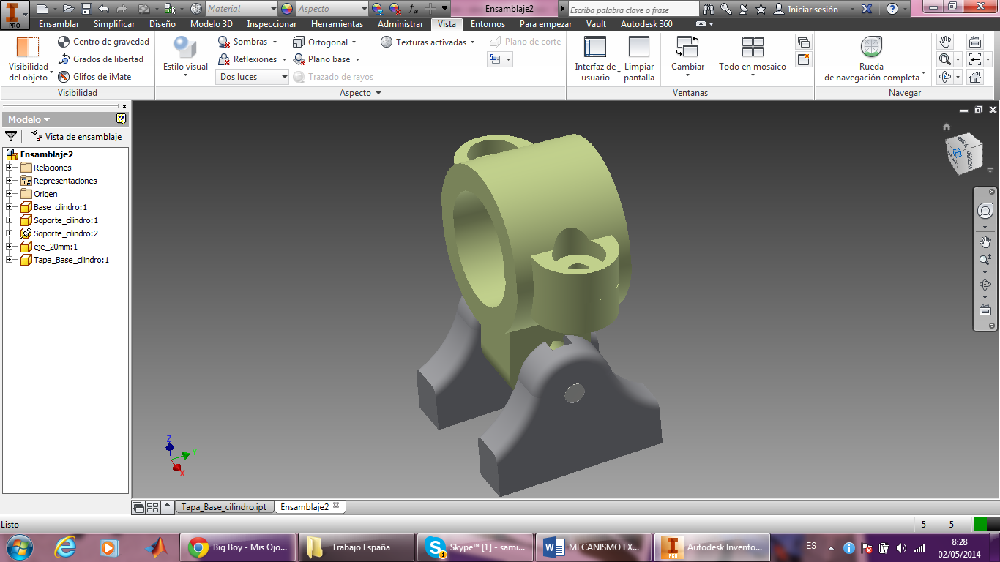 Material
Aspecto
Ensamblaje2
Escriba palabra clave o frase
Iniciar sesión
PRO
Ensamblar
Simplificar
Diseño
Modelo 3D
Inspeccionar
Herramientas
Administrar
Vista
Entornos
Para empezar
Vault
Autodesk 360
Visibilidad
del objeto
Centro de gravedad
Grados de libertad
Glifos de iMate
Visibilidad
Estilo visual
Sombras
Reflexiones
Dos luces
Ortogonal
Plano base
Trazado de rayos
Texturas activadas
Plano de corte
Aspecto
Interfaz de
usuario
Limpiar
pantalla
Cambiar
Todo en mosaico
Ventanas
Rueda
de navegación completa
Navegar
Modelo
Vista de ensamblaje
Ensamblaje2
Relaciones
Representaciones
Origen
Base_cilindro:1
Soporte_cilindro:1
Soporte_cilindro:2
eje_20mm:1
Tapa_Base_cilindro:1
DERECHA
Z
Y
X
Tapa_Base_cilindro.ipt
Ensamblaje2
Listo
5
5
Big Boy - Mis Ojo...
Trabajo España
Skype™ [1] - sami...
MECANISMO EX...
Autodesk Invento...
ES
8:28
02/05/2014